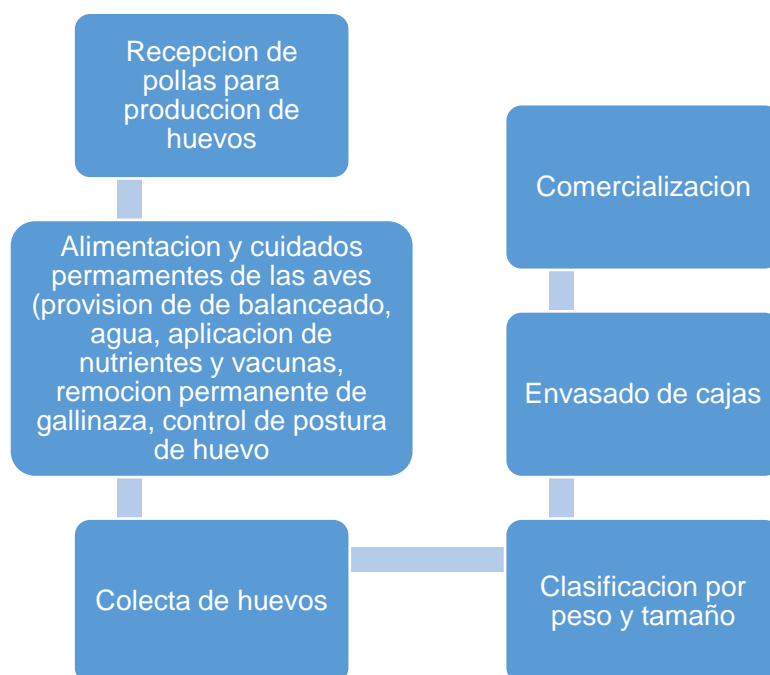 Recepcion de
pollas para
produccion de
huevos
Alimentacion y cuidados
permamentes de las aves
(provision de de balanceado,
agua, aplicacion de
nutrientes y vacunas,
remocion permanente de
gallinaza, control de postura
de huevo
Colecta de huevos
Clasificacion por
peso y tamaño
Envasado de cajas
Comercializacion